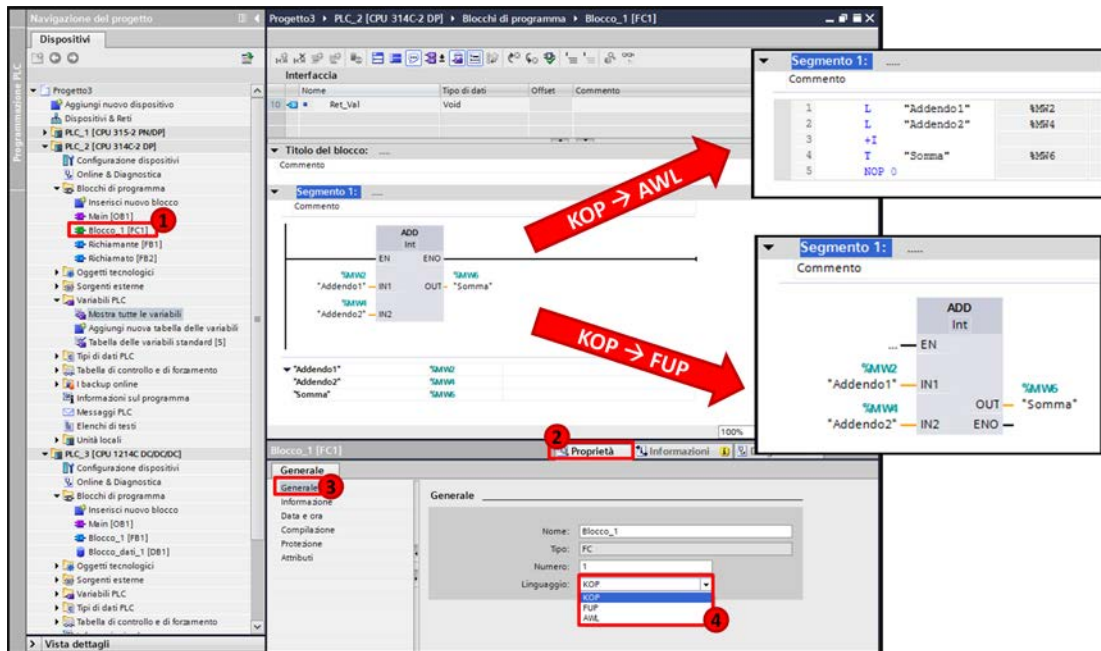 Navigazione del progetto
Dispositivi
Programmazione PLC
Progetto3
Aggiungi nuovo dispositivo
Dispositivi & Reti
PLC_1 [CPU 315-2 PN/DP]
PLC_2 [CPU 314C-2 DP]
Configurazione dispositivi
Online & Diagnostica
Blocchi di programma
Inserisci nuovo blocco
Main [OB1]
1
Blocco_1 [FC1]
Richiamante [FB1]
Richiamato [FB2]
Oggetti tecnologici
Sorgenti esterne
Variabili PLC
Mostra tutte le variabili
Aggiungi nuova tabella delle variabili
Tabella delle variabili standard [5]
Tipi di dati PLC
Tabella di controllo e di forzamento
I backup online
Informazioni sul programma
Messaggi PLC
Elenchi di testi
Unità locali
PLC_3 [CPU 1214C DC/DC/DC]
Configurazione dispositivi
Online & Diagnostica
Blocchi di programma
Inserisci nuovo blocco
Main [OB1]
Blocco_1 [FB1]
Blocco_dati_1 [DB1]
Oggetti tecnologici
Sorgenti esterne
Variabili PLC
Tipi di dati PLC
Tabella di controllo e di forzamento
Vista dettagli
Progetto3 ▸ PLC_2 [CPU 314C-2 DP] ▸ Blocchi di programma ▸ Blocco_1 [FC1]
Interfaccia
Nome Tipo di dati Offset Commento
10 Ret_Val Void
Titolo del blocco: .....
Commento
Segmento 1: .....
Commento
ADD
Int
EN ENO
%MW2 %MW6
"Addendo1" IN1 OUT "Somma"
%MW4
"Addendo2" IN2
"Addendo1" %MW2
"Addendo2" %MW4
"Somma" %MW6
100%
KOP → AWL
KOP → FUP
Segmento 1: .....
Commento
1 L "Addendo1" %MW2
2 L "Addendo2" %MW4
3 +I
4 T "Somma" %MW6
5 NOP 0
Segmento 1: .....
Commento
ADD
Int
... EN
%MW2
"Addendo1" IN1 %MW6
%MW4 OUT "Somma"
"Addendo2" IN2 ENO
Blocco_1 [FC1]
2
Proprietà
Informazioni
Generale
Generale
3
Informazione
Data e ora
Compilazione
Protezione
Attributi
Generale
Nome: Blocco_1
Tipo: FC
Numero: 1
Linguaggio: KOP
KOP
FUP
AWL
4